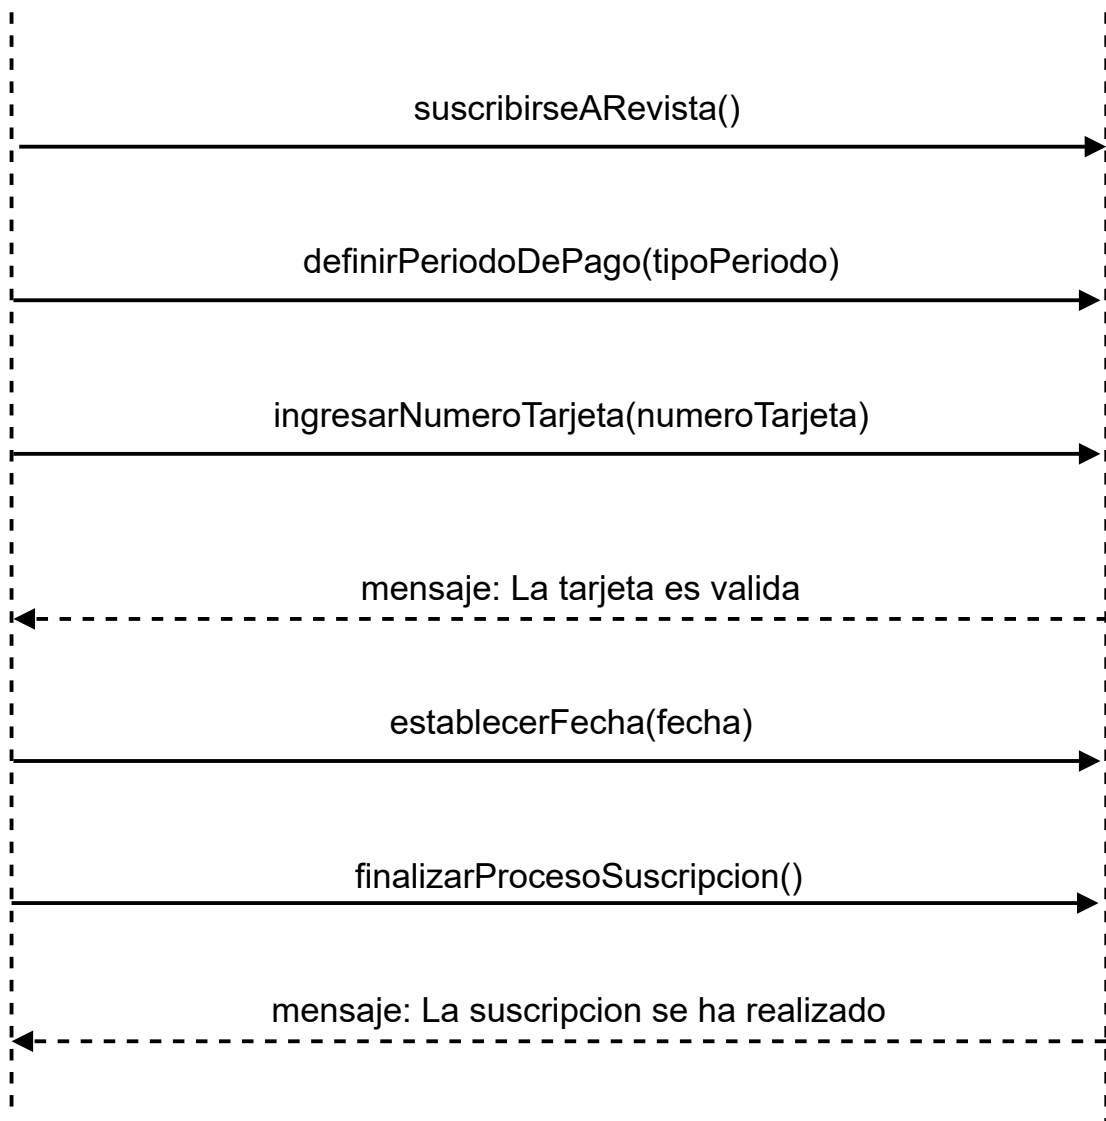 suscribirseARevista()
definirPeriodoDePago(tipoPeriodo)
ingresarNumeroTarjeta(numeroTarjeta)
mensaje: La tarjeta es valida
establecerFecha(fecha)
finalizarProcesoSuscripcion()
mensaje: La suscripcion se ha realizado